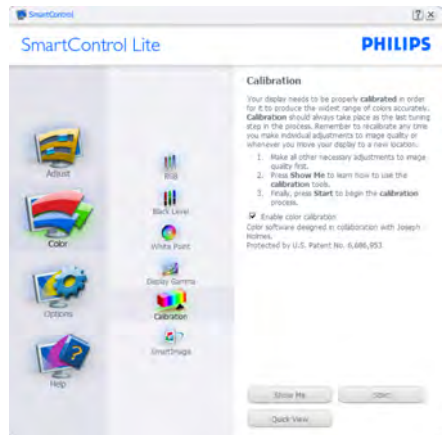 SmartControl
SmartControl Lite
PHILIPS
Adjust
Color
Options
Help
RGB
Black Level
White Point
Display Gamma
Calibration
SmartImage
Calibration
Your display needs to be properly calibrated in order
for it to produce the widest range of colors accurately.
Calibration should always take place as the last tuning
step in the process. Remember to recalibrate any time
you make individual adjustments to image quality or
whenever you move your display to a new location.
1. Make all other necessary adjustments to image
quality first.
2. Press Show Me to learn how to use the
calibration tools.
3. Finally, press Start to begin the calibration
process.
Enable color calibration
Color software designed in collaboration with Joseph
Holmes.
Protected by U.S. Patent No. 6,686,953
Show Me
Start
Quick View